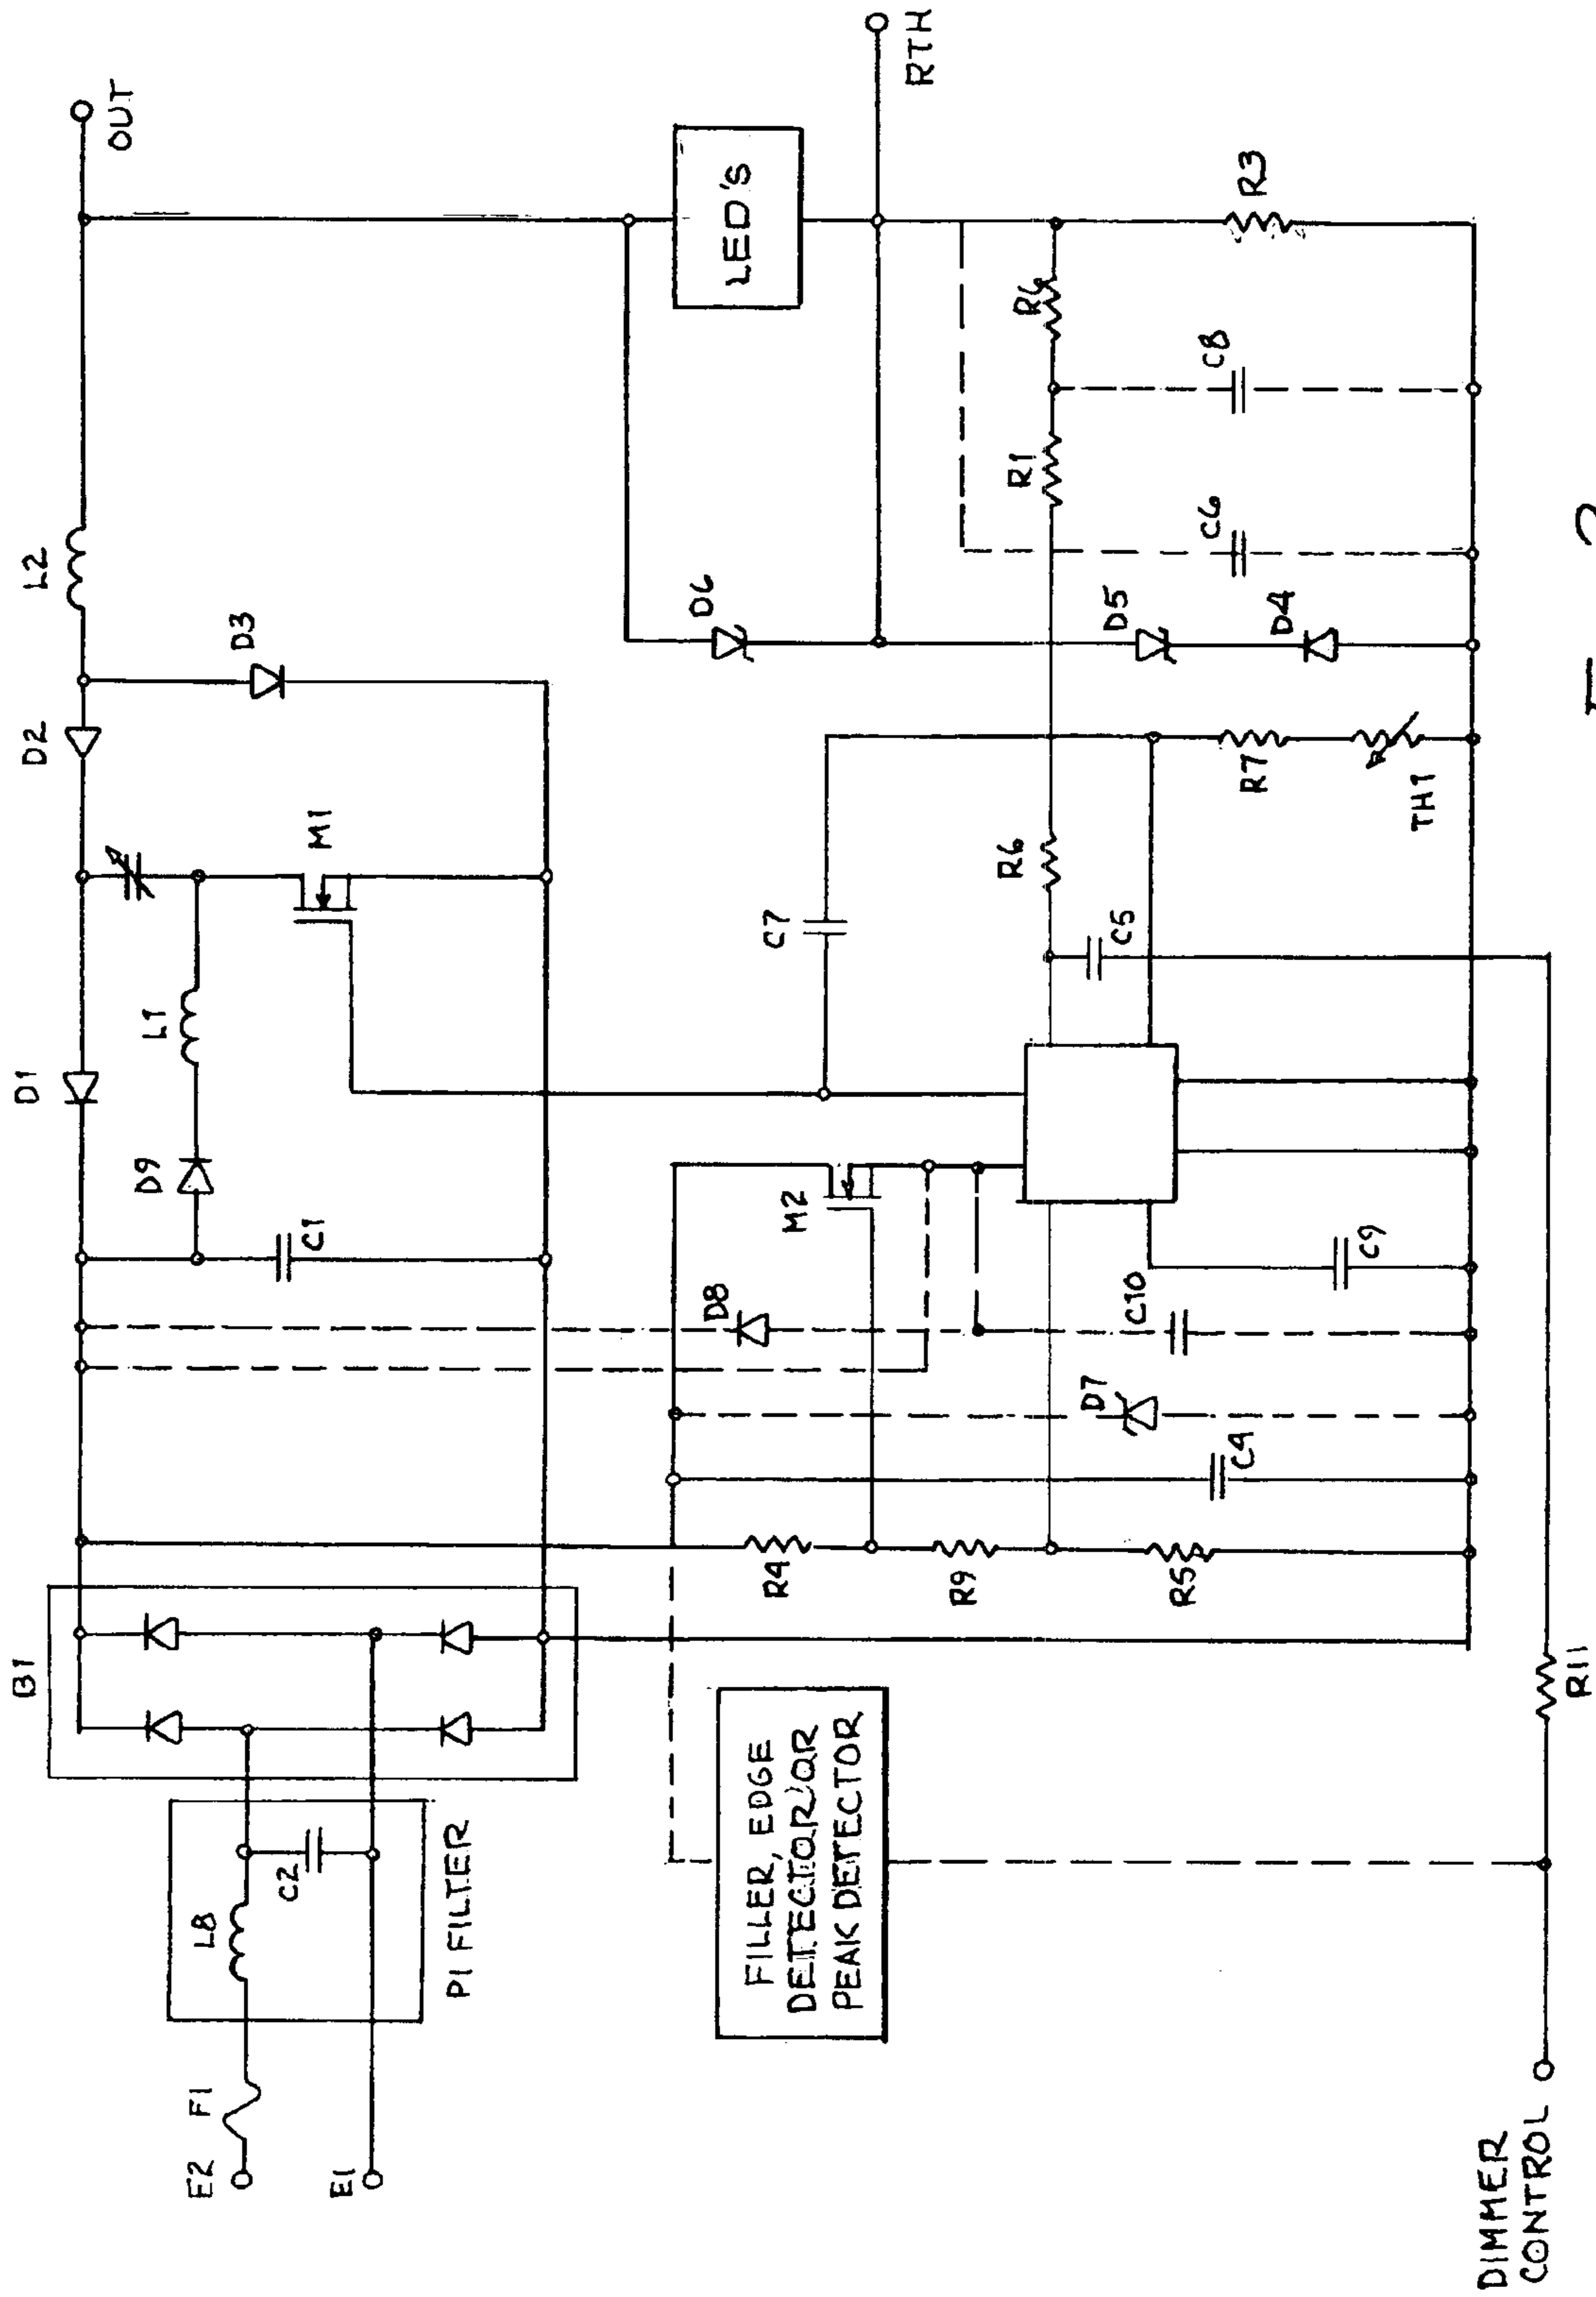 B1
D1
D2
L2
OUT
E2
F1
L8
C2
E1
PI FILTER
D9
L1
C1
M1
D3
FILLER, EDGE
DETECTOR/OR
PEAK DETECTOR
R4
R9
R5
C4
D7
D8
C10
M2
C9
C7
R6
C5
R7
TH1
D6
D5
D4
R1
C6
R6
C8
LED'S
RTH
R3
DIMMER
CONTROL
R11